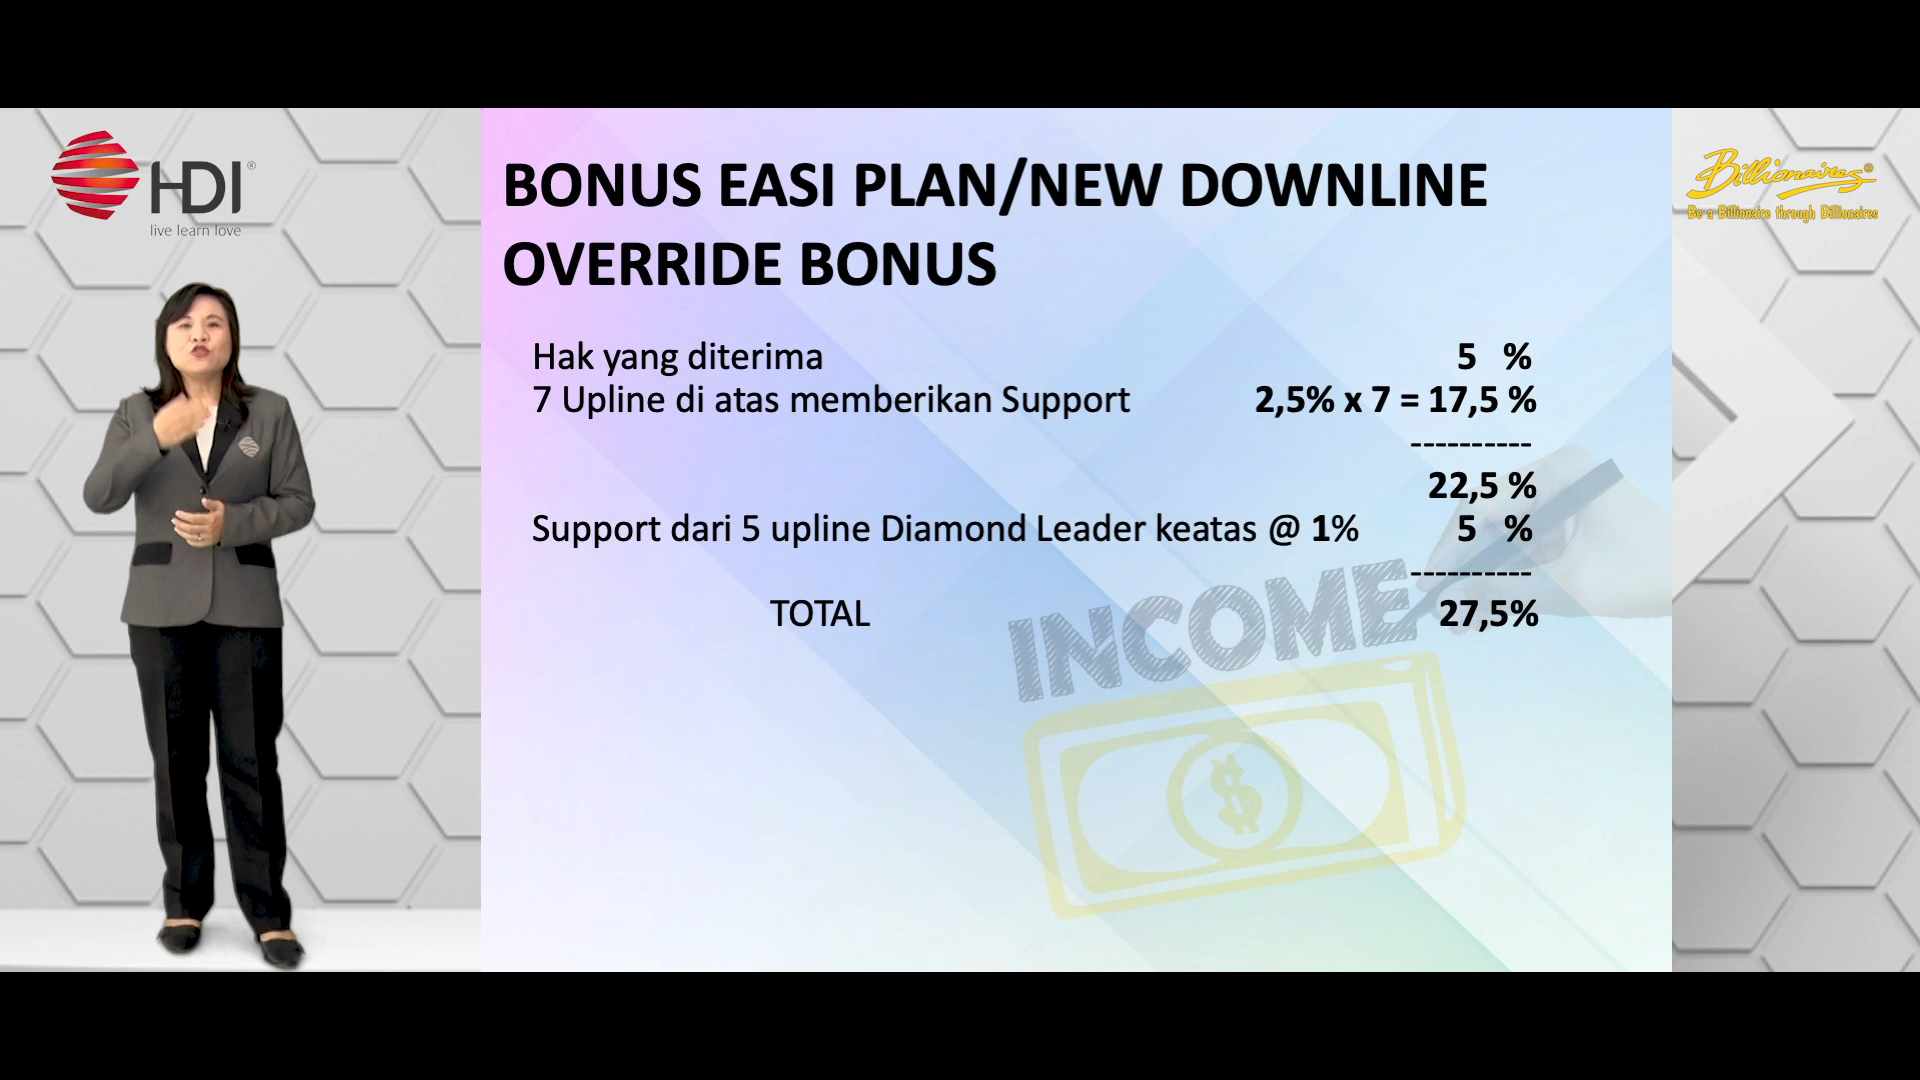 HDI®
live learn love
Billionaires®
Be a Billionaire through Billionaires
BONUS EASI PLAN/NEW DOWNLINE
OVERRIDE BONUS
Hak yang diterima 5 %
7 Upline di atas memberikan Support 2,5% x 7 = 17,5 %
----------
22,5 %
Support dari 5 upline Diamond Leader keatas @ 1% 5 %
----------
TOTAL 27,5%
INCOME
$